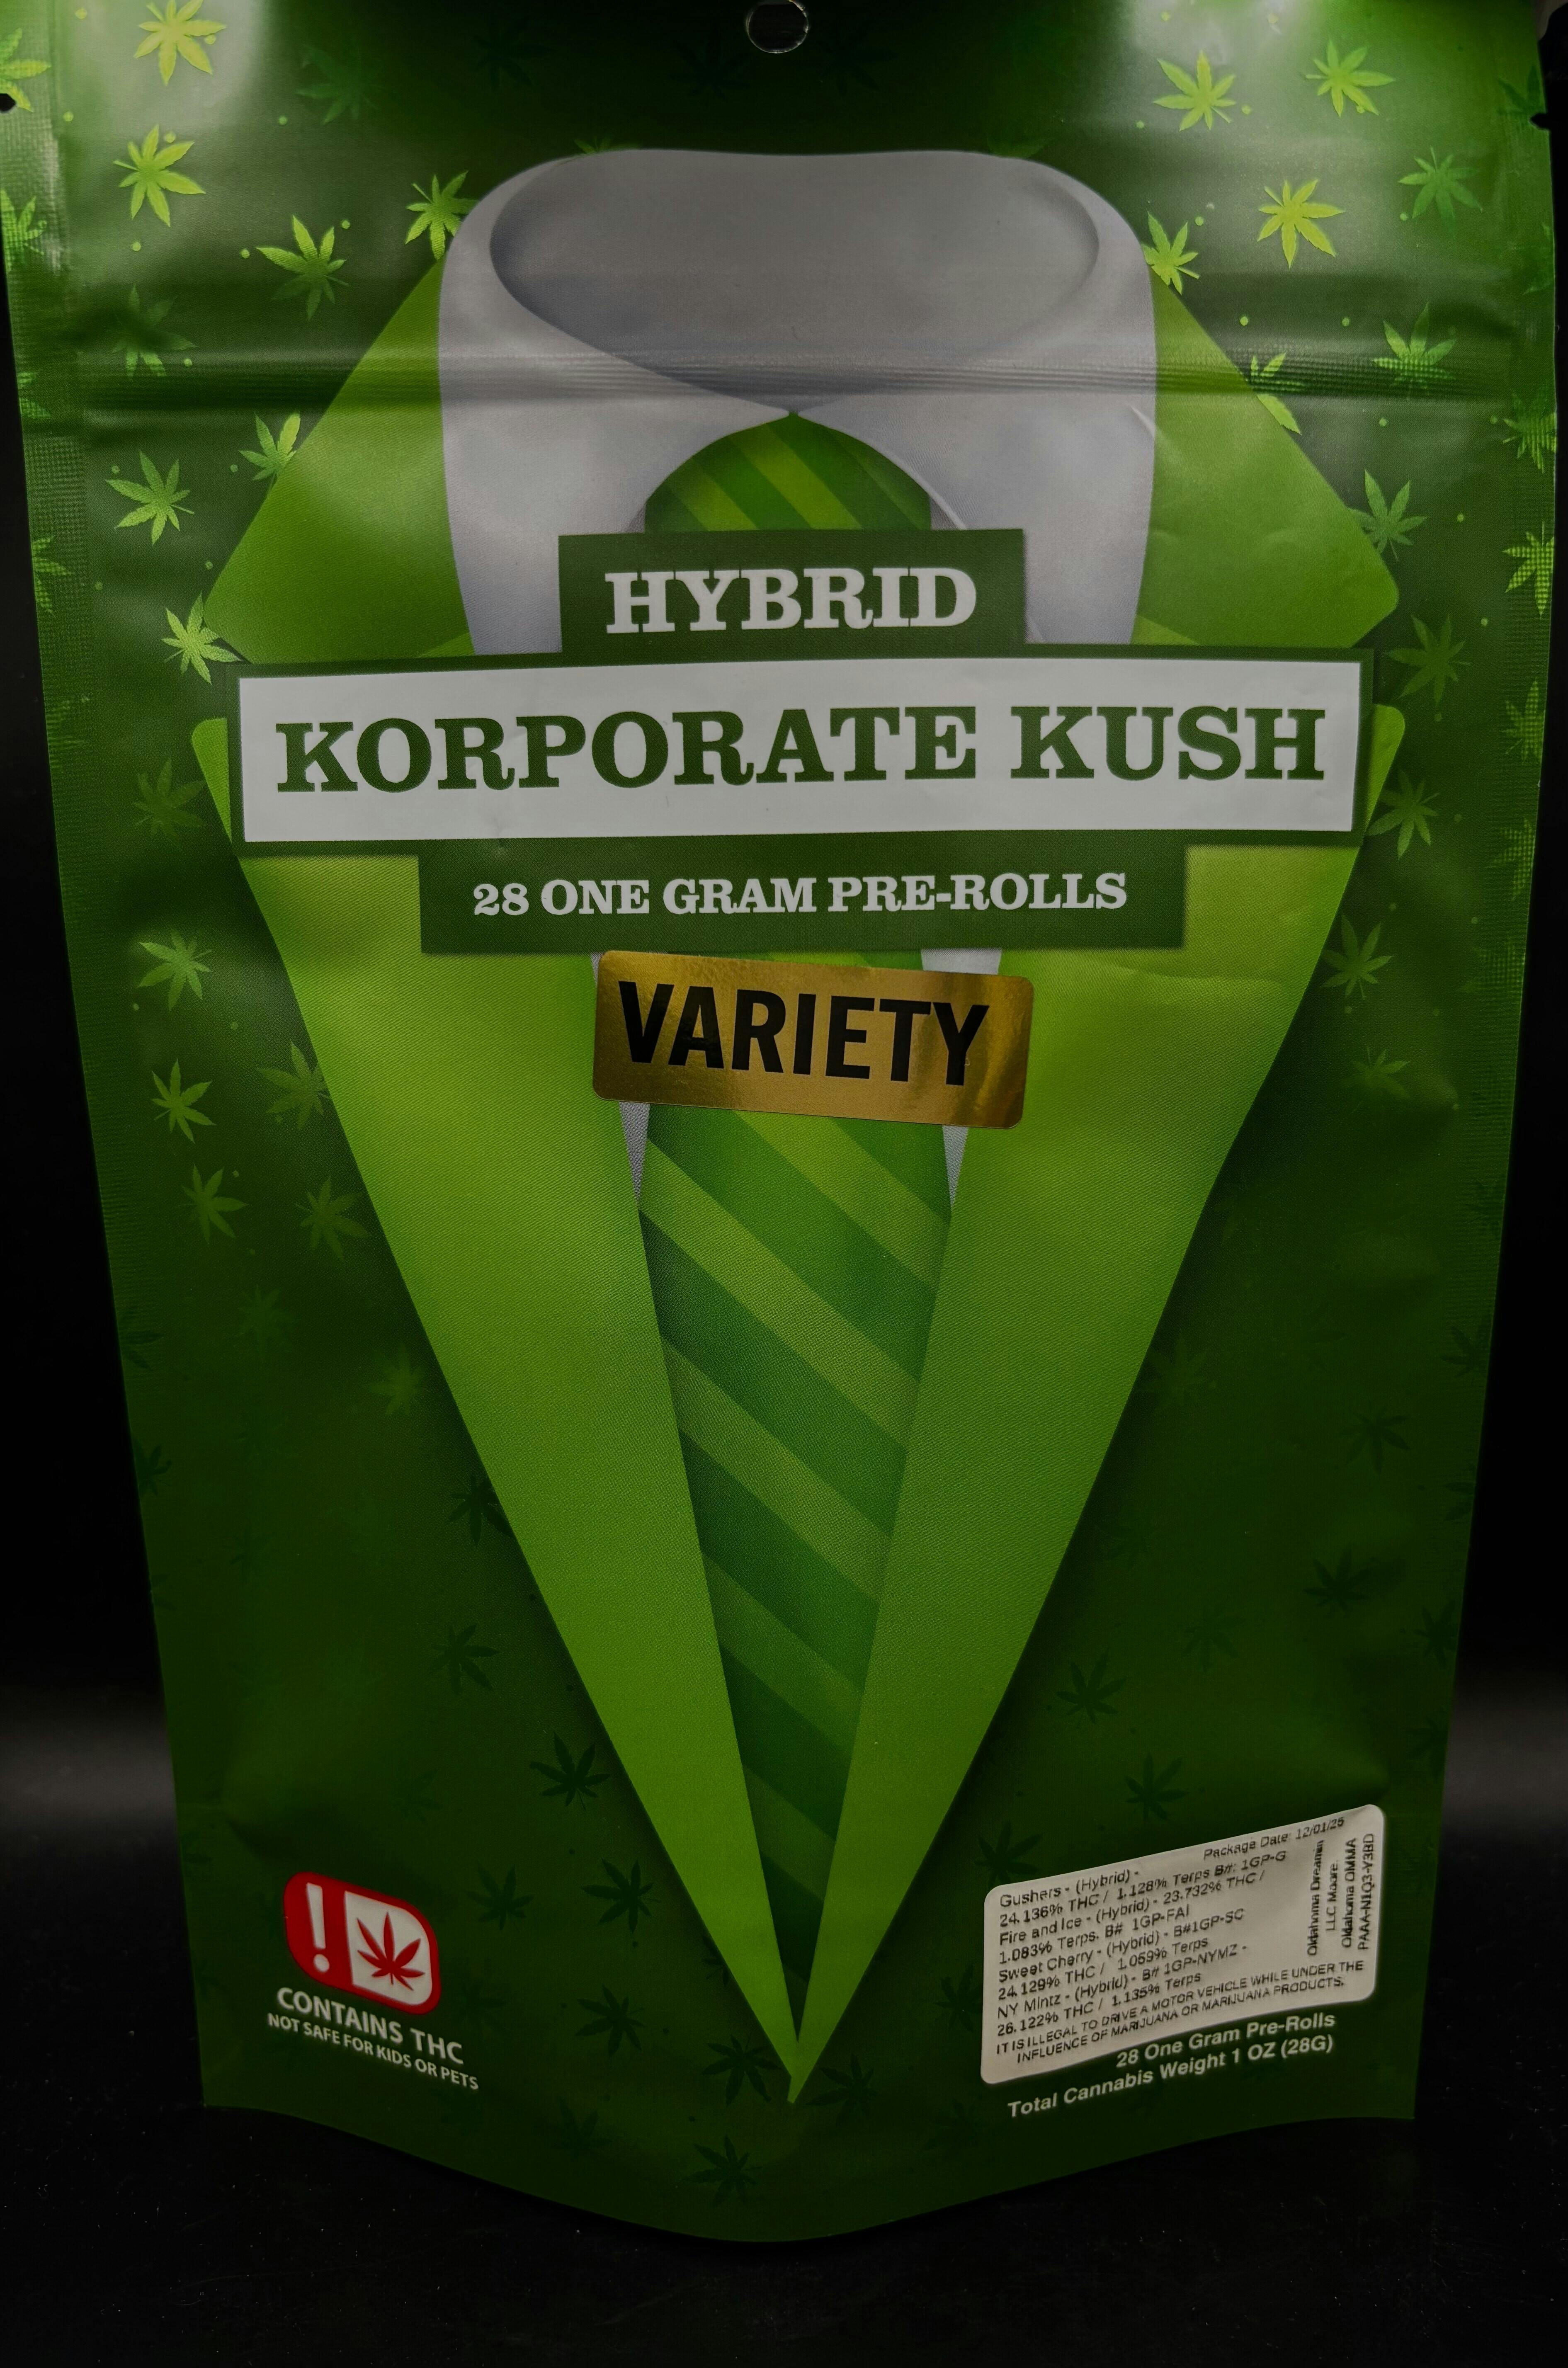 HYBRID
KORPORATE KUSH
28 ONE GRAM PRE-ROLLS
VARIETY
CONTAINS THC
NOT SAFE FOR KIDS OR PETS
Package Date: 12/01/25
Gushers - (Hybrid) -
24.136% THC / 1.128% Terps B#: 1GP-G
Fire and Ice - (Hybrid) - 23.732% THC /
1.083% Terps. B# 1GP-FAI
Sweet Cherry - (Hybrid) - B#1GP-SC
24.129% THC / 1.059% Terps
NY Mintz - (Hybrid) - B# 1GP-NYMZ -
26.122% THC / 1.135% Terps
IT IS ILLEGAL TO DRIVE A MOTOR VEHICLE WHILE UNDER THE
INFLUENCE OF MARIJUANA OR MARIJUANA PRODUCTS.
Oklahoma Dreamin
LLC Moore,
Oklahoma OMMA
PAAA-N1Q3-Y3BD
28 One Gram Pre-Rolls
Total Cannabis Weight 1 OZ (28G)